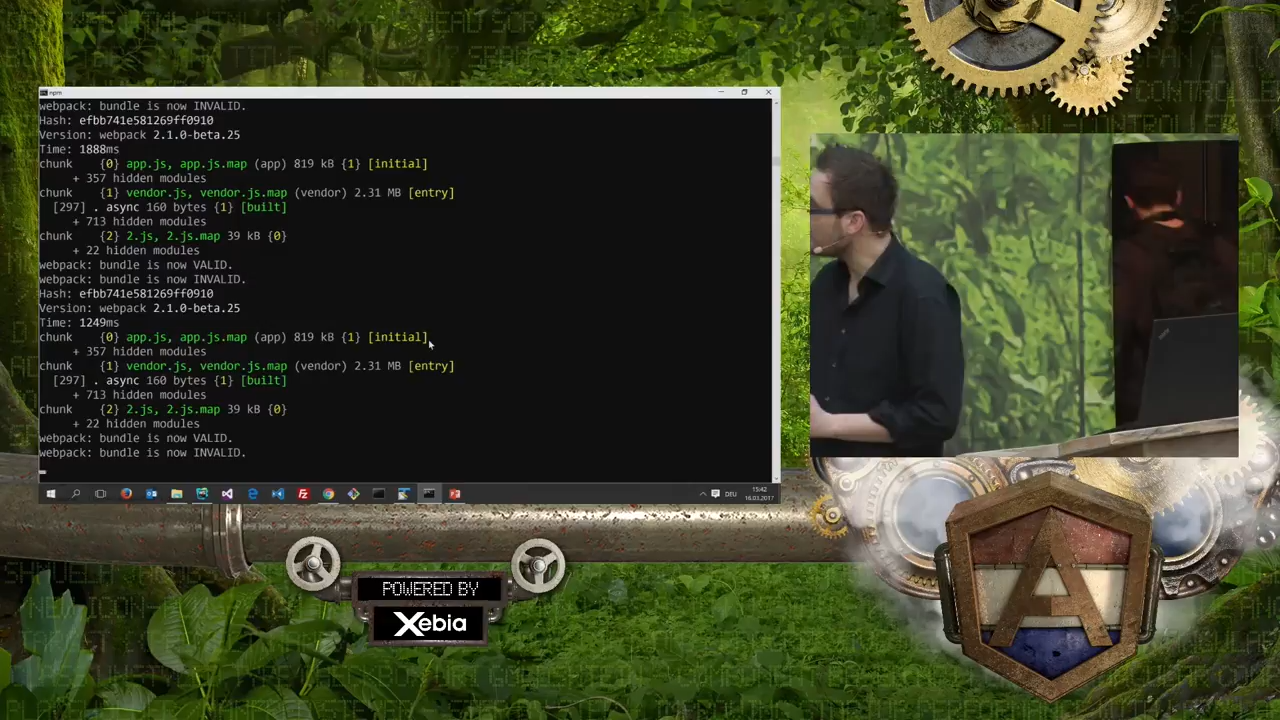 npm
webpack: bundle is now INVALID.
Hash: efbb741e581269ff0910
Version: webpack 2.1.0-beta.25
Time: 1888ms
chunk    {0} app.js, app.js.map (app) 819 kB {1} [initial]
     + 357 hidden modules
chunk    {1} vendor.js, vendor.js.map (vendor) 2.31 MB [entry]
  [297] . async 160 bytes {1} [built]
     + 713 hidden modules
chunk    {2} 2.js, 2.js.map 39 kB {0}
     + 22 hidden modules
webpack: bundle is now VALID.
webpack: bundle is now INVALID.
Hash: efbb741e581269ff0910
Version: webpack 2.1.0-beta.25
Time: 1249ms
chunk    {0} app.js, app.js.map (app) 819 kB {1} [initial]
     + 357 hidden modules
chunk    {1} vendor.js, vendor.js.map (vendor) 2.31 MB [entry]
  [297] . async 160 bytes {1} [built]
     + 713 hidden modules
chunk    {2} 2.js, 2.js.map 39 kB {0}
     + 22 hidden modules
webpack: bundle is now VALID.
webpack: bundle is now INVALID.
DEU
15:42
16.03.2017
POWERED BY
Xebia
A